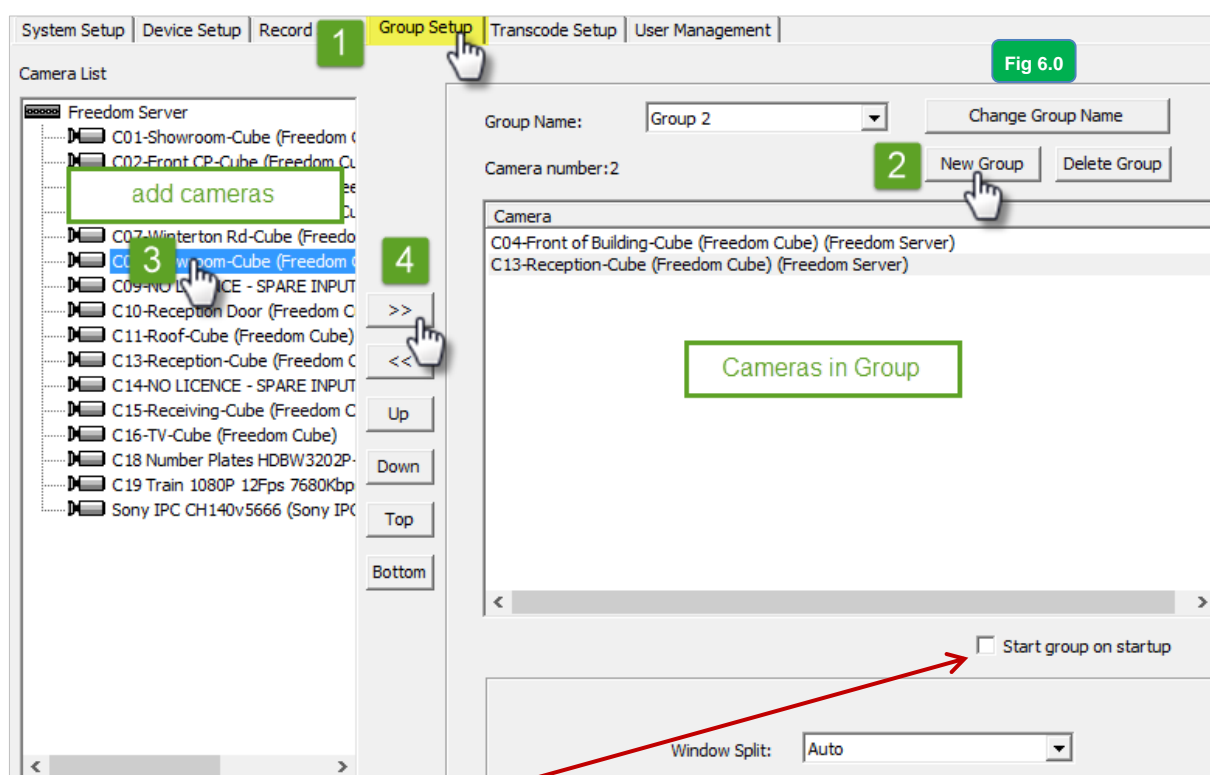 System Setup Device Setup Record 1 Group Setup Transcode Setup User Management
Fig 6.0
Camera List
Freedom Server
C01-Showroom-Cube (Freedom
C02-Front CP-Cube (Freedom Cu
add cameras
C07-Winterton Rd-Cube (Freedo
3 om-Cube (Freedom
C09-NO CE - SPARE INPUT
C10-Reception Door (Freedom C
C11-Roof-Cube (Freedom Cube)
C13-Reception-Cube (Freedom C
C14-NO LICENCE - SPARE INPUT
C15-Receiving-Cube (Freedom C
C16-TV-Cube (Freedom Cube)
C18 Number Plates HDBW3202P-
C19 Train 1080P 12Fps 7680Kbp
Sony IPC CH140v5666 (Sony IPC
4
>>
<<
Up
Down
Top
Bottom
Group Name: Group 2 Change Group Name
Camera number:2 2 New Group Delete Group
Camera
C04-Front of Building-Cube (Freedom Cube) (Freedom Server)
C13-Reception-Cube (Freedom Cube) (Freedom Server)
Cameras in Group
Start group on startup
Window Split: Auto